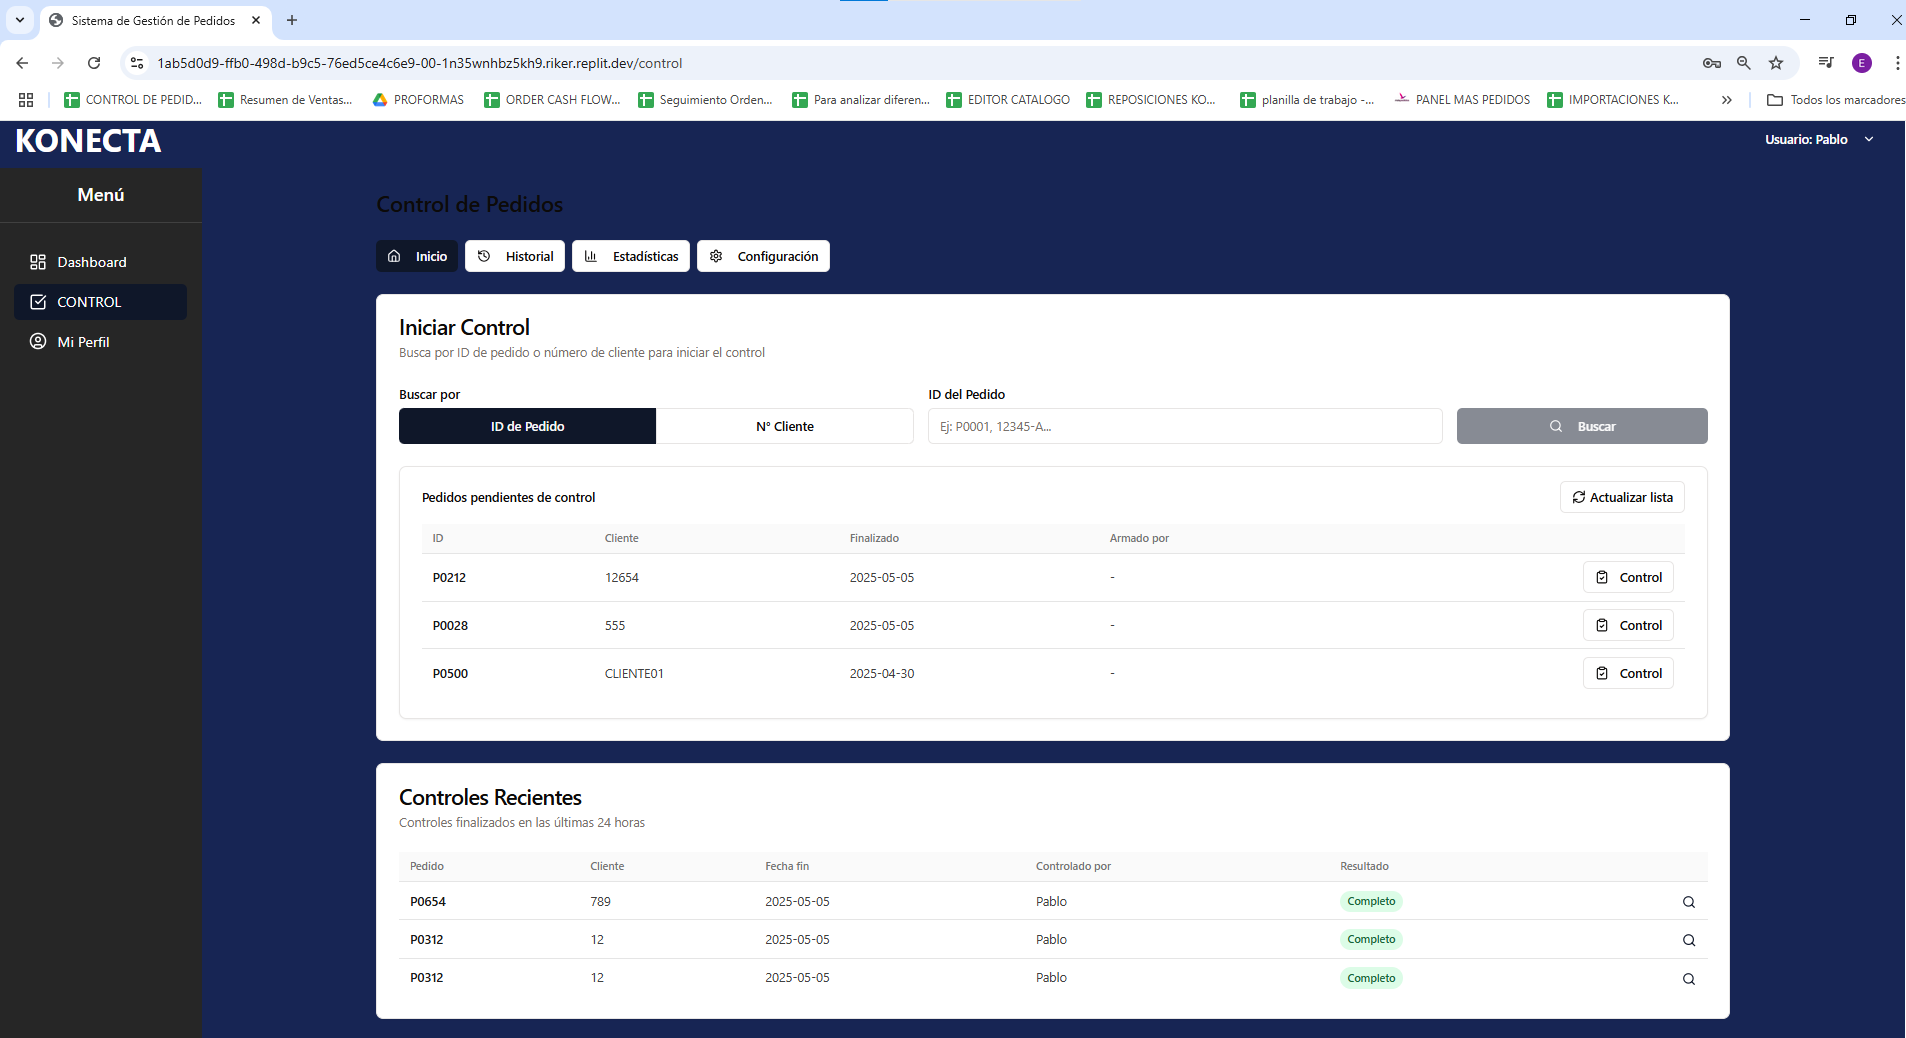 Sistema de Gestión de Pedidos
1ab5d0d9-ffb0-498d-b9c5-76ed5ce4c6e9-00-1n35wnhbz5kh9.riker.replit.dev/control
E
CONTROL DE PEDID... Resumen de Ventas... PROFORMAS ORDER CASH FLOW... Seguimiento Orden... Para analizar diferen... EDITOR CATALOGO REPOSICIONES KO... planilla de trabajo -... PANEL MAS PEDIDOS IMPORTACIONES K... Todos los marcadores
KONECTA
Usuario: Pablo
Menú
Dashboard
CONTROL
Mi Perfil
Control de Pedidos
Inicio Historial Estadísticas Configuración
Iniciar Control
Busca por ID de pedido o número de cliente para iniciar el control
Buscar por ID del Pedido
ID de Pedido N° Cliente Ej: P0001, 12345-A... Buscar
Pedidos pendientes de control Actualizar lista
ID Cliente Finalizado Armado por
P0212 12654 2025-05-05 - Control
P0028 555 2025-05-05 - Control
P0500 CLIENTE01 2025-04-30 - Control
Controles Recientes
Controles finalizados en las últimas 24 horas
Pedido Cliente Fecha fin Controlado por Resultado
P0654 789 2025-05-05 Pablo Completo
P0312 12 2025-05-05 Pablo Completo
P0312 12 2025-05-05 Pablo Completo